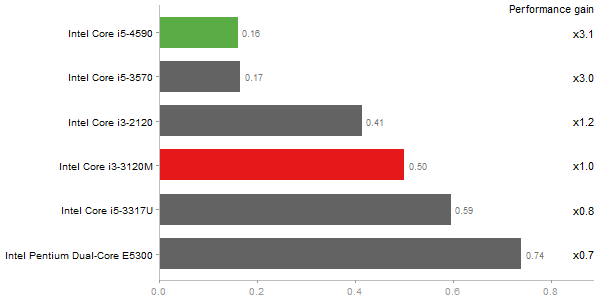 Performance gain
Intel Core i5-4590 0.16 x3.1
Intel Core i5-3570 0.17 x3.0
Intel Core i3-2120 0.41 x1.2
Intel Core i3-3120M 0.50 x1.0
Intel Core i5-3317U 0.59 x0.8
Intel Pentium Dual-Core E5300 0.74 x0.7
0.0 0.2 0.4 0.6 0.8